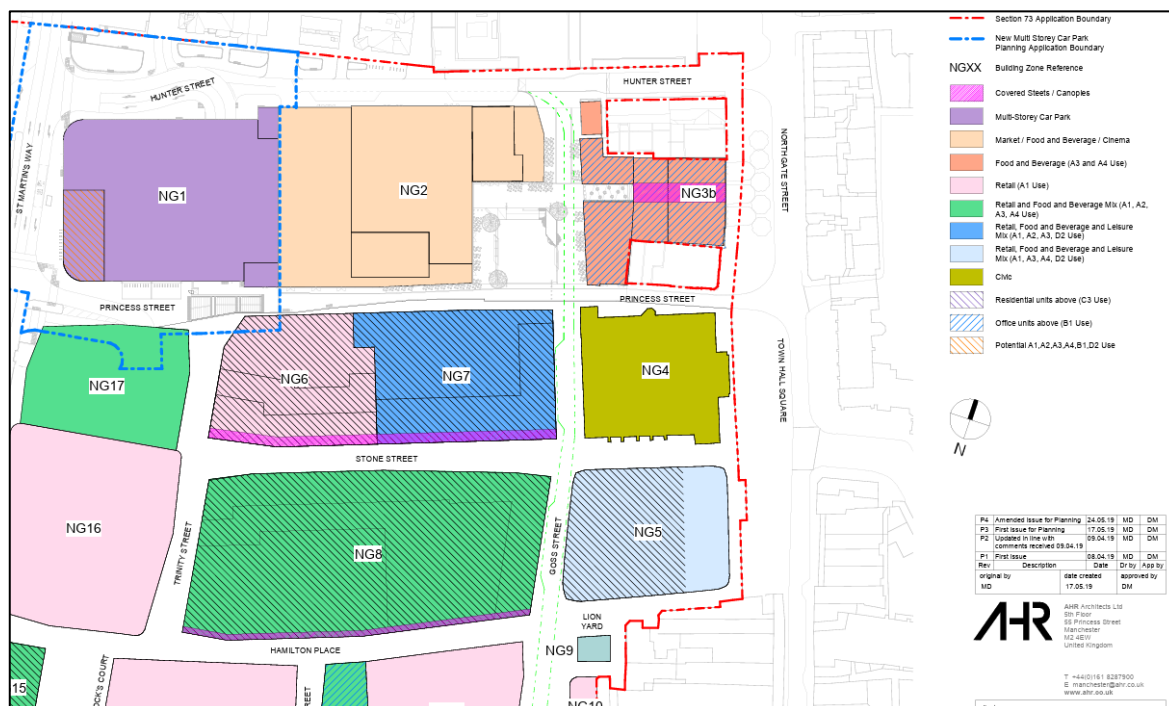 HUNTER STREET
HUNTER STREET
ST MARTIN'S WAY
NG1
NG2
NG3b
NORTHGATE STREET
PRINCESS STREET
PRINCESS STREET
NG17
NG6
NG7
NG4
TOWN HALL SQUARE
STONE STREET
NG16
TRINITY STREET
NG8
GOSS STREET
NG5
LION
YARD
HAMILTON PLACE
NG9
15
OCK'S COURT
STREET
NG10
Section 73 Application Boundary
New Multi Storey Car Park
Planning Application Boundary
NGXX Building Zone Reference
Covered Steets / Canoples
Multi-Storey Car Park
Market / Food and Beverage / Cinema
Food and Beverage (A3 and A4 Use)
Retail (A1 Use)
Retail and Food and Beverage Mix (A1, A2,
A3, A4 Use)
Retail, Food and Beverage and Leisure
Mix (A1, A2, A3, D2 Use)
Retail, Food and Beverage and Leisure
Mix (A1, A3, A4, D2 Use)
Civic
Residential units above (C3 Use)
Office units above (B1 Use)
Potential A1,A2,A3,A4,B1,D2 Use
N
P4 Amended Issue for Planning 24.05.19 MD DM
P3 First Issue for Planning 17.05.19 MD DM
P2 Updated in line with comments received 09.04.19 09.04.19 MD DM
P1 First Issue 08.04.19 MD DM
Rev Description Date Dr by App by
original by date created approved by
MD 17.05.19 DM
AHR
AHR Architects Ltd
5th Floor
55 Princess Street
Manchester
M2 4EW
United Kingdom
T +44(0)161 8287900
E manchester@ahr.co.uk
www.ahr.co.uk